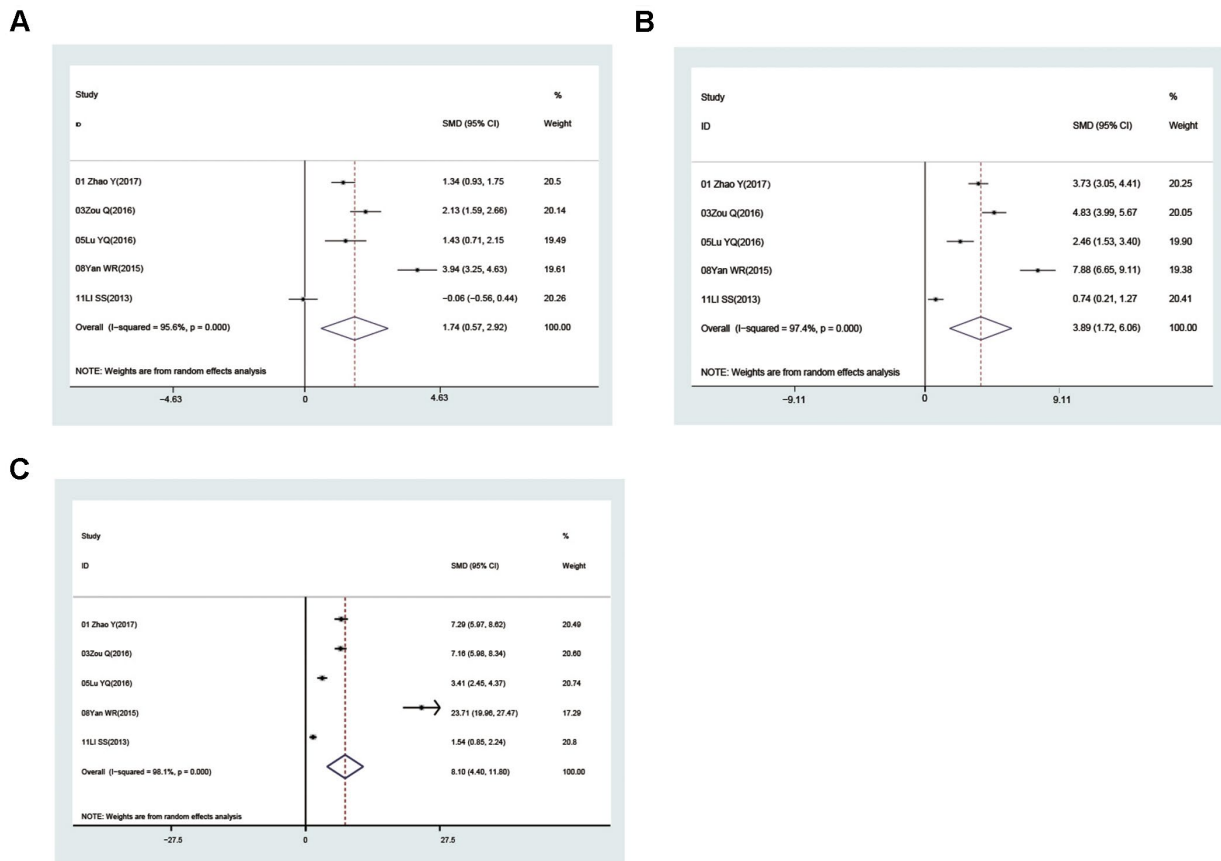 A
Study %
ID SMD (95% CI) Weight
01 Zhao Y(2017) 1.34 (0.93, 1.75 20.5
03Zou Q(2016) 2.13 (1.59, 2.66) 20.14
05Lu YQ(2016) 1.43 (0.71, 2.15 19.49
08Yan WR(2015) 3.94 (3.25, 4.63) 19.61
11LI SS(2013) −0.06 (−0.56, 0.44) 20.26
Overall (I−squared = 95.6%, p = 0.000) 1.74 (0.57, 2.92) 100.00
NOTE: Weights are from random effects analysis
−4.63 0 4.63
B
Study %
ID SMD (95% CI) Weight
01 Zhao Y(2017) 3.73 (3.05, 4.41) 20.25
03Zou Q(2016) 4.83 (3.99, 5.67 20.05
05Lu YQ(2016) 2.46 (1.53, 3.40) 19.90
08Yan WR(2015) 7.88 (6.65, 9.11) 19.38
11LI SS(2013) 0.74 (0.21, 1.27 20.41
Overall (I−squared = 97.4%, p = 0.000) 3.89 (1.72, 6.06) 100.00
NOTE: Weights are from random effects analysis
−9.11 0 9.11
C
Study %
ID SMD (95% CI) Weight
01 Zhao Y(2017) 7.29 (5.97, 8.62) 20.49
03Zou Q(2016) 7.16 (5.98, 8.34) 20.60
05Lu YQ(2016) 3.41 (2.45, 4.37) 20.74
08Yan WR(2015) 23.71 (19.96, 27.47) 17.29
11LI SS(2013) 1.54 (0.85, 2.24) 20.8
Overall (I−squared = 98.1%, p = 0.000) 8.10 (4.40, 11.80) 100.00
NOTE: Weights are from random effects analysis
−27.5 0 27.5